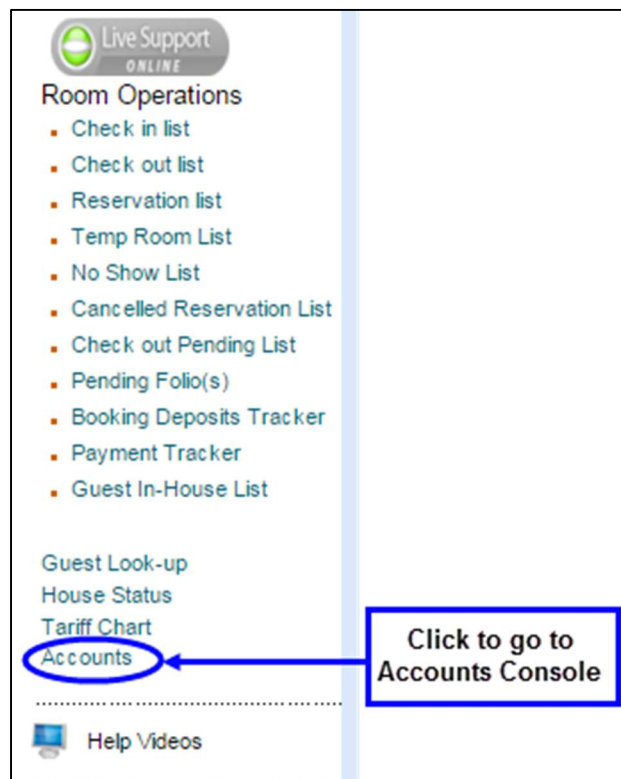 Live Support
ONLINE
Room Operations
Check in list
Check out list
Reservation list
Temp Room List
No Show List
Cancelled Reservation List
Check out Pending List
Pending Folio(s)
Booking Deposits Tracker
Payment Tracker
Guest In-House List
Guest Look-up
House Status
Tariff Chart
Accounts
Click to go to
Accounts Console
Help Videos